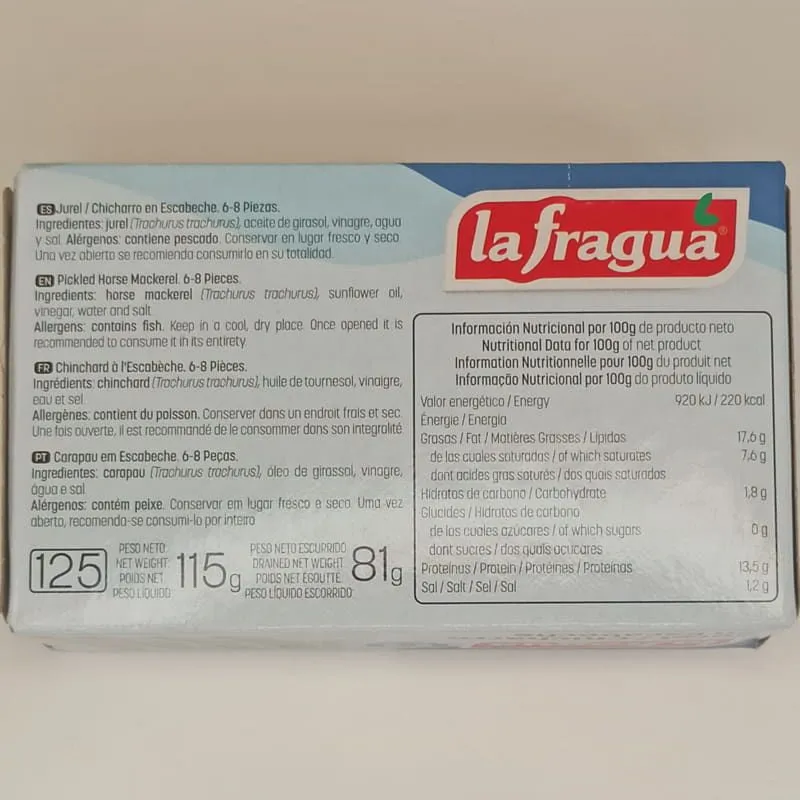 ES Jurel / Chicharro en Escabeche. 6-8 Piezas.
Ingredientes: jurel (Trachurus trachurus), aceite de girasol, vinagre, agua
y sal. Alérgenos: contiene pescado. Conservar en lugar fresco y seco.
Una vez abierto se recomienda consumirlo en su totalidad.
EN Pickled Horse Mackerel. 6-8 Pieces.
Ingredients: horse mackerel (Trachurus trachurus), sunflower oil,
vinegar, water and salt
Allergens: contains fish. Keep in a cool, dry place. Once opened it is
recommended to consume it in its entirety.
FR Chinchard à l'Escabèche. 6-8 Pièces.
Ingrédients: chinchard (Trachurus trachurus), huile de tournesol, vinaigre,
eau et sel
Allergènes: contient du poisson. Conserver dans un endroit frais et sec.
Une fois ouverte, il est recommandé de le consommer dans son integralité
PT Carapau em Escabeche. 6-8 Peças.
Ingredientes: carapau (Trachurus trachurus), óleo de girassol, vinagre,
água e sal
Alérgenos: contém peixe. Conservar em lugar fresco e seco. Uma vez
aberto, recomenda-se consumi-lo por inteiro
125
PESO NETO:
NET WEIGHT:
POIDS NET:
PESO LÍQUIDO:
115g
PESO NETO ESCURRIDO:
DRAINED NET WEIGHT:
POIDS NET ÉGOUTTÉ:
PESO LÍQUIDO ESCORRIDO:
81g
la fragua®
Información Nutricional por 100g de producto neto
Nutritional Data for 100g of net product
Information Nutritionnelle pour 100g du produit net
Informação Nutricional por 100g do produto líquido
Valor energético / Energy 920 kJ / 220 kcal
Énergie / Energia
Grasas / Fat / Matières Grasses / Lípidos 17,6 g
de las cuales saturadas / of which saturates 7,6 g
dont acides gras saturés / dos quais saturados
Hidratos de carbono / Carbohydrate 1,8 g
Glucides / Hidratos de carbono
de los cuales azúcares / of which sugars 0 g
dont sucres / dos quais acucares
Proteínas / Protein / Protéines / Proteínas 13,5 g
Sal / Salt / Sel / Sal 1,2 g